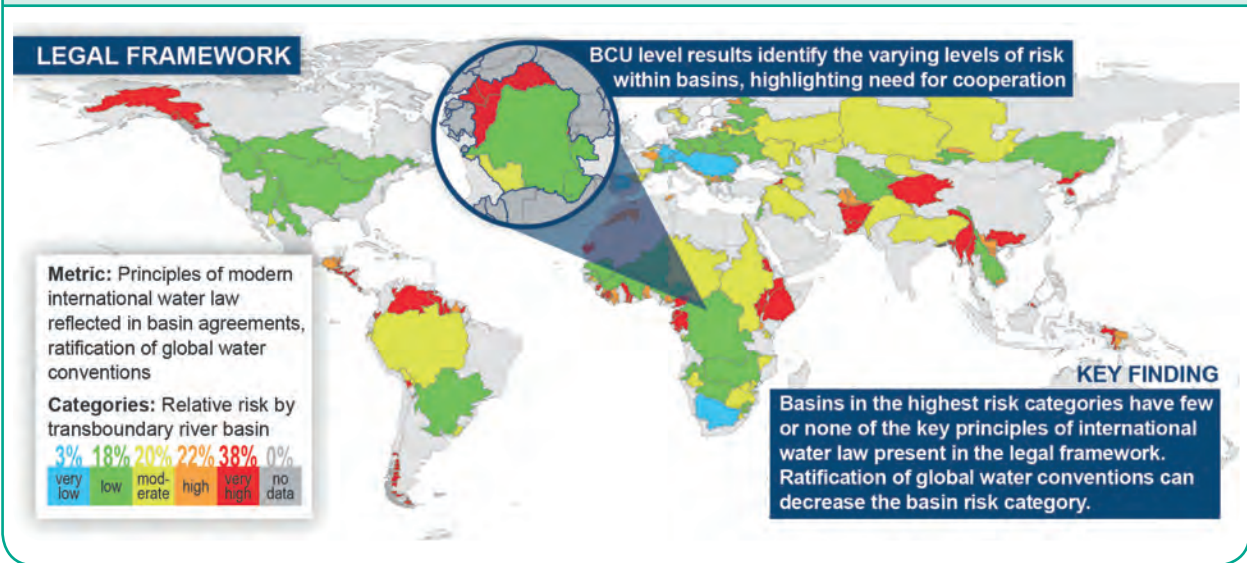 LEGAL FRAMEWORK
BCU level results identify the varying levels of risk
within basins, highlighting need for cooperation
Metric: Principles of modern
international water law
reflected in basin agreements,
ratification of global water
conventions
Categories: Relative risk by
transboundary river basin
3% 18% 20% 22% 38% 0%
very low low mod- erate high very high no data
KEY FINDING
Basins in the highest risk categories have few
or none of the key principles of international
water law present in the legal framework.
Ratification of global water conventions can
decrease the basin risk category.